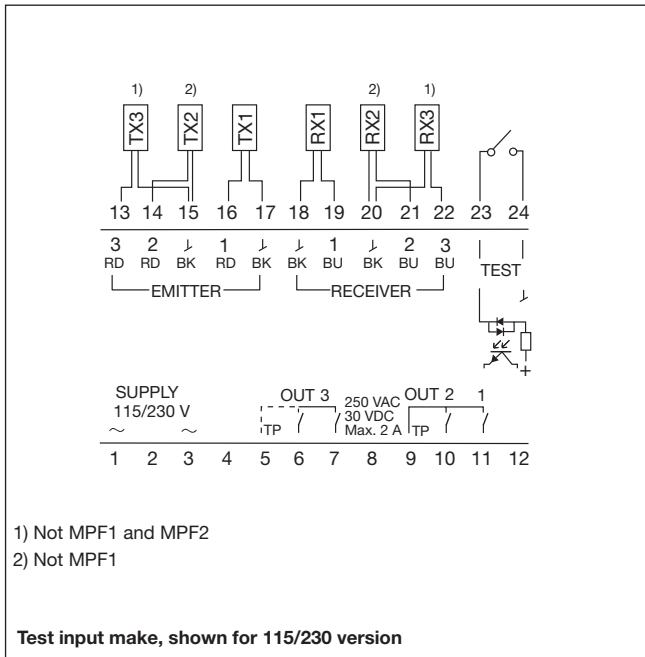 1) 2) 2) 1)
TX3 TX2 TX1 RX1 RX2 RX3
13 14 15 16 17 18 19 20 21 22 23 24
3 2 1 1 2 3
RD RD BK RD BK BK BU BK BU BU
TEST
EMITTER RECEIVER
+
SUPPLY
115/230 V
~ ~
OUT 3 250 VAC OUT 2 1
30 VDC
TP Max. 2 A TP
1 2 3 4 5 6 7 8 9 10 11 12
1) Not MPF1 and MPF2
2) Not MPF1
Test input make, shown for 115/230 version